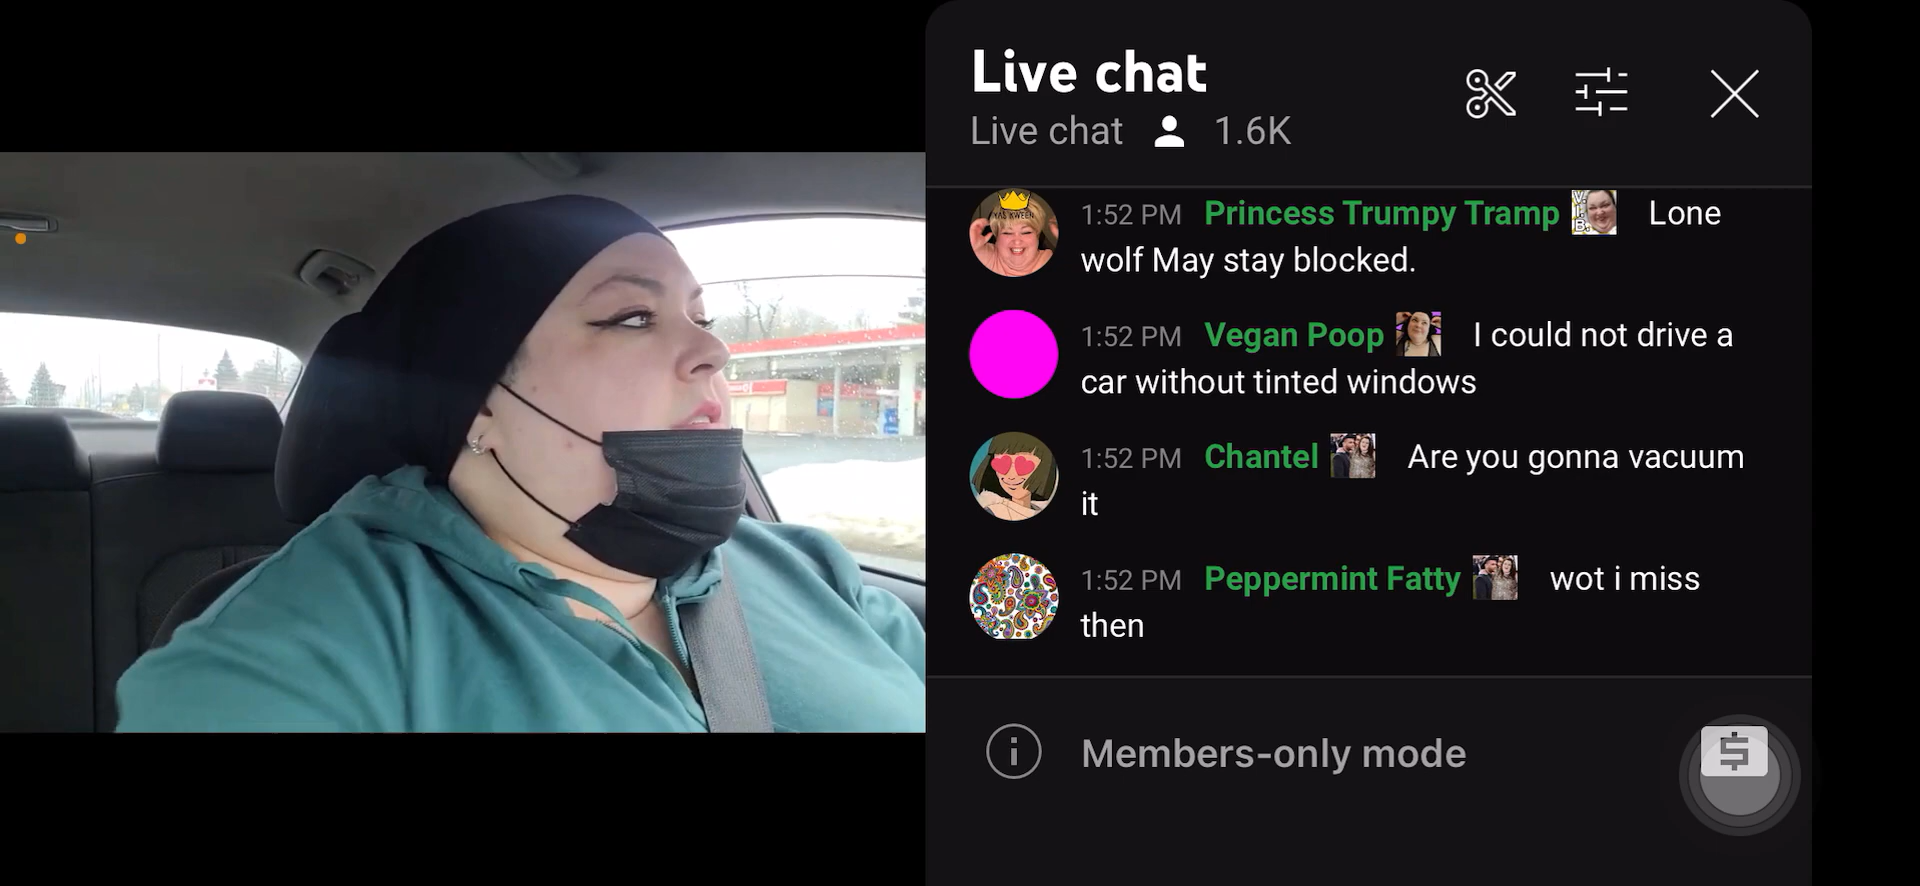 Live chat
Live chat 1.6K
YAS KWEEN
1:52 PM Princess Trumpy Tramp V.I.B. Lone
wolf May stay blocked.
1:52 PM Vegan Poop I could not drive a
car without tinted windows
1:52 PM Chantel Are you gonna vacuum
it
1:52 PM Peppermint Fatty wot i miss
then
Members-only mode
$